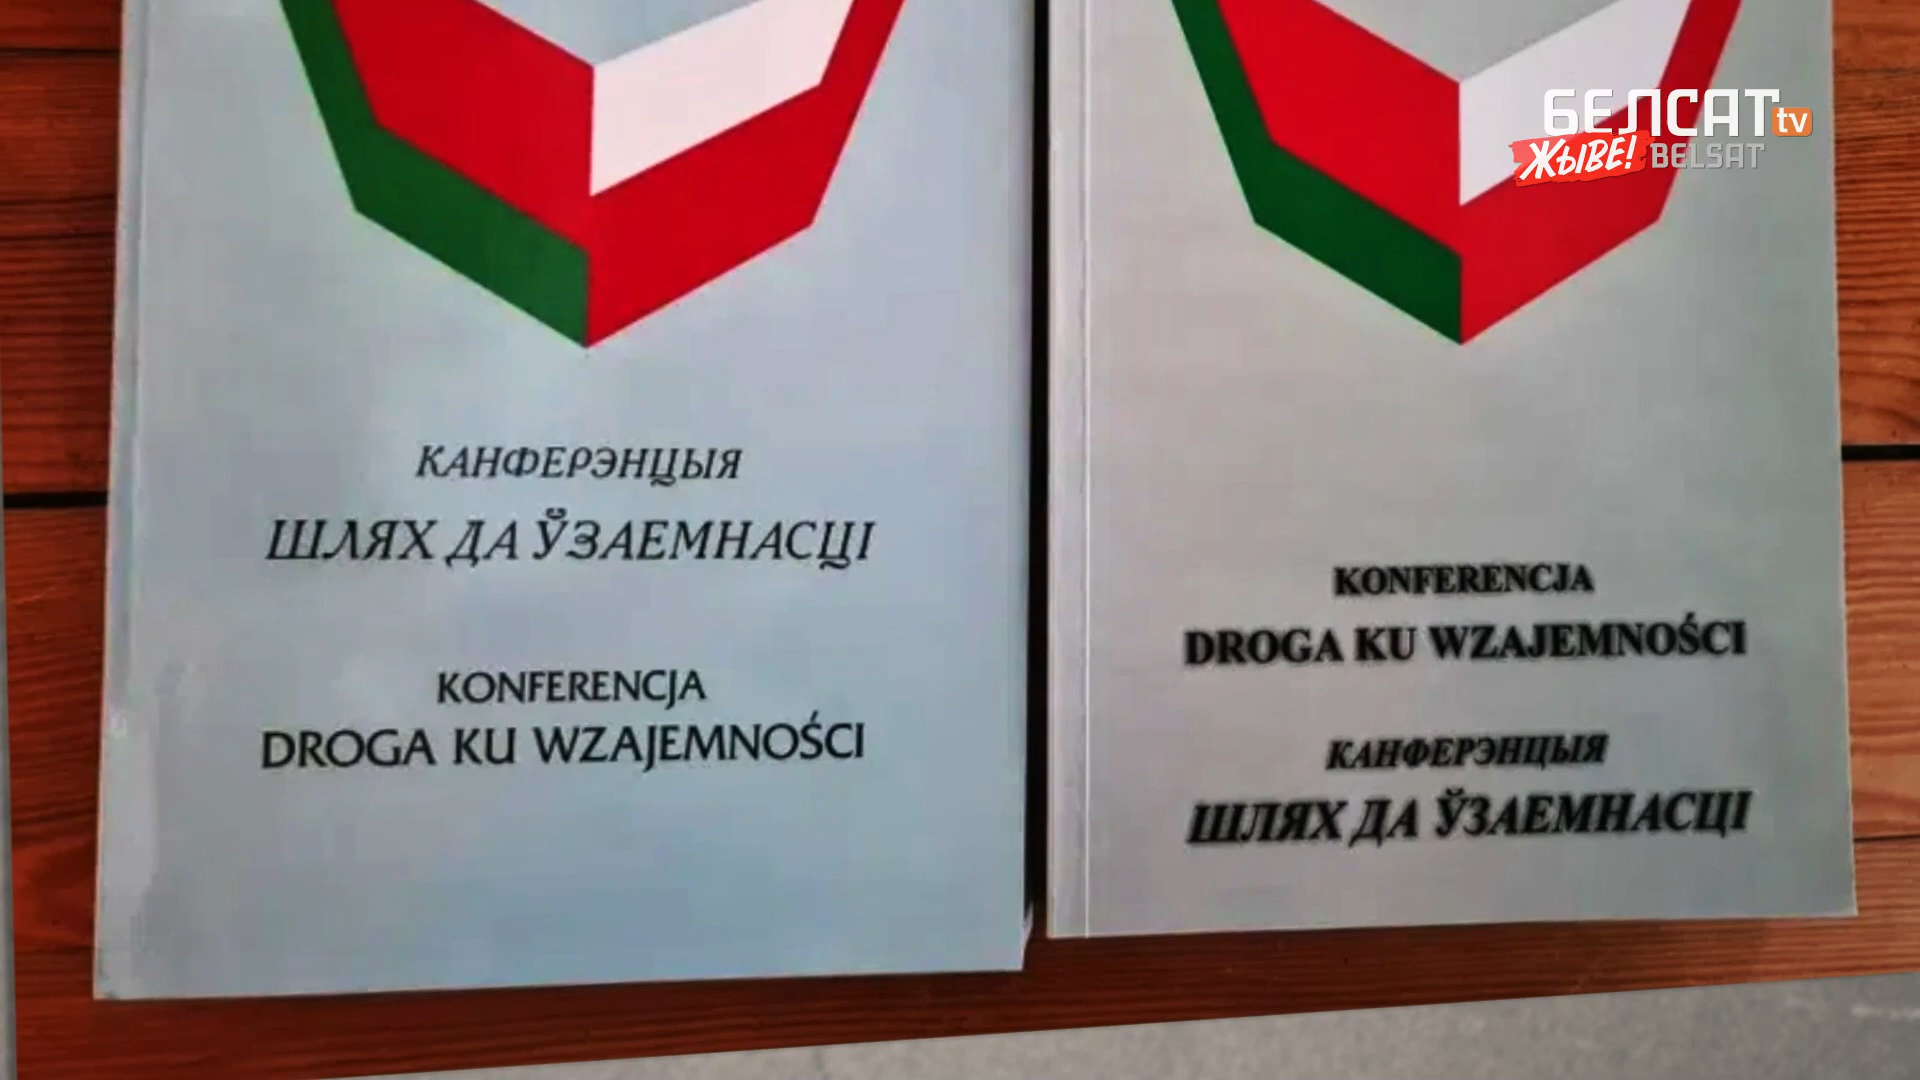 КАНФЕРЭНЦЫЯ
ШЛЯХ ДА ЎЗАЕМНАСЦІ
KONFERENCJA
DROGA KU WZAJEMNOŚCI
KONFERENCJA
DROGA KU WZAJEMNOŚCI
КАНФЕРЭНЦЫЯ
ШЛЯХ ДА ЎЗАЕМНАСЦІ
БЕЛСАТ tv
ЖЫВЕ! BELSAT